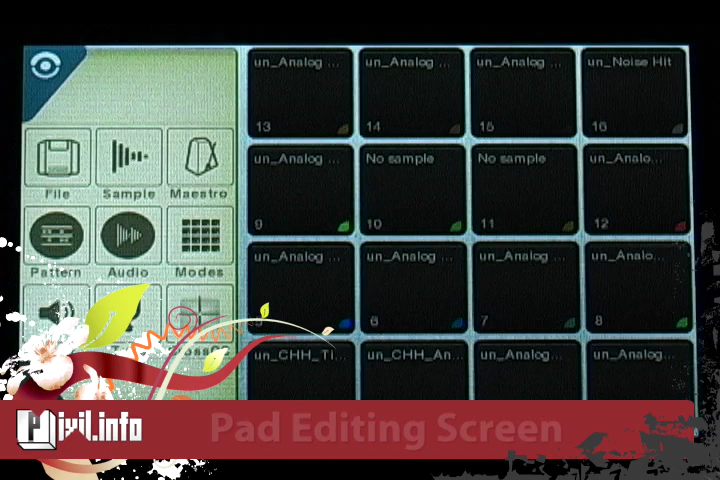 un_Analog ...
un_Analog ...
un_Analog ...
un_Noise Hit
13
14
15
16
File
Sample
Maestro
un_Analog ...
No sample
No sample
un_Analo...
9
10
11
12
Pattern
Audio
Modes
un_Analog ...
un_Analog ...
un_Analog ...
un_Analo...
6
7
8
un_CHH_Ti...
un_CHH_An...
un_Analog...
un_Analog...
Pixil.info
Pad Editing Screen